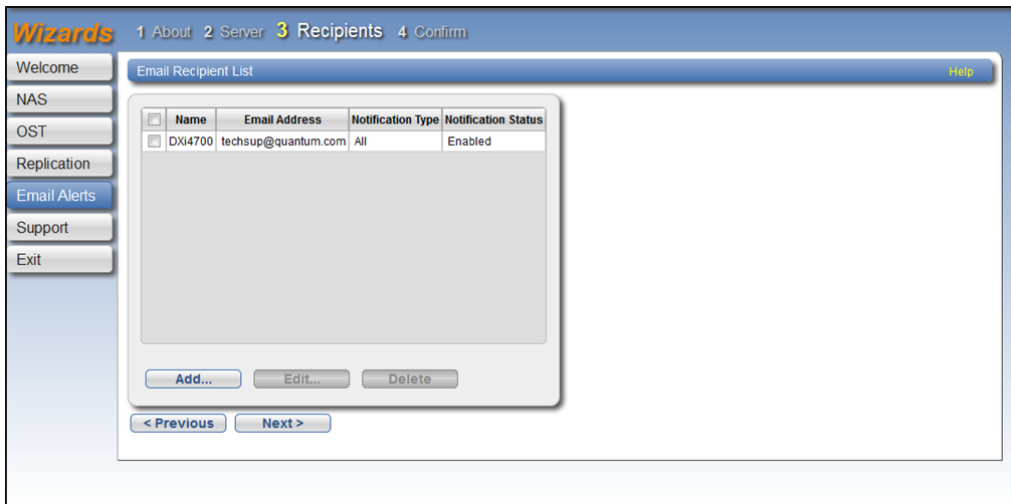 Wizards 1 About 2 Server 3 Recipients 4 Confirm
Welcome
NAS
OST
Replication
Email Alerts
Support
Exit
Email Recipient List Help
Name Email Address Notification Type Notification Status
DXi4700 techsup@quantum.com All Enabled
Add... Edit... Delete
< Previous Next >